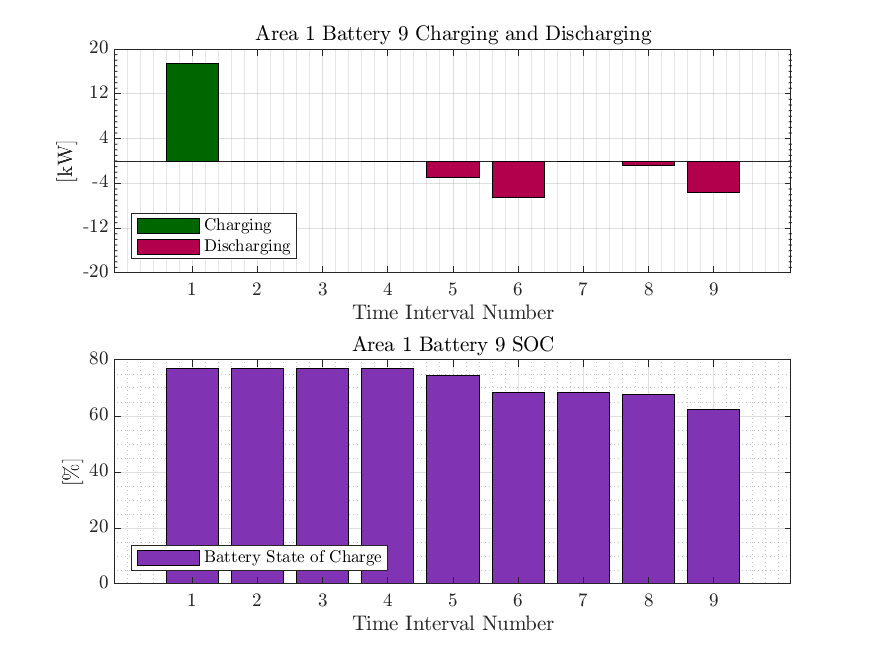 Area 1 Battery 9 Charging and Discharging
20
12
4
-4
-12
-20
[kW]
Charging
Discharging
1 2 3 4 5 6 7 8 9
Time Interval Number
Area 1 Battery 9 SOC
80
60
40
20
0
[%]
Battery State of Charge
1 2 3 4 5 6 7 8 9
Time Interval Number